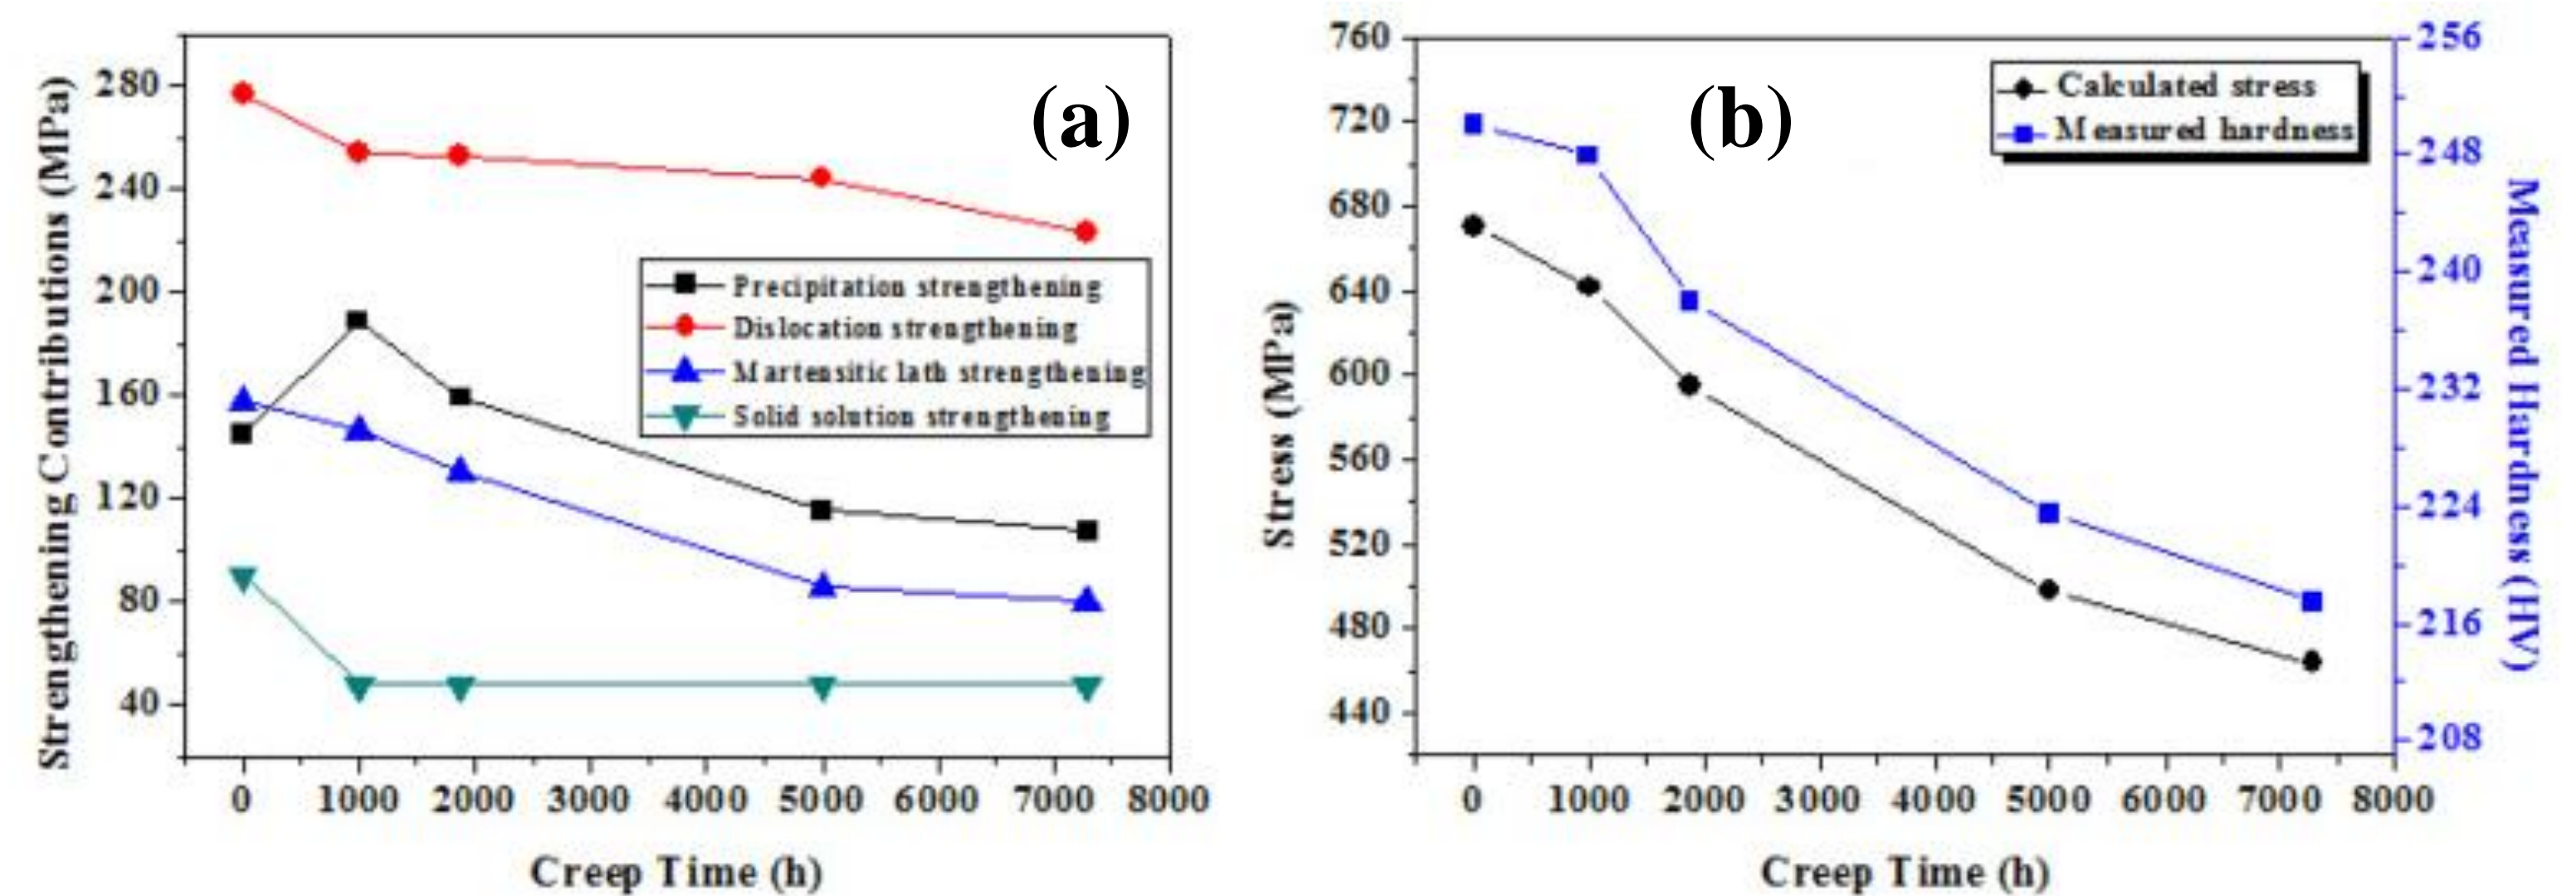 (a)
Strengthening Contributions (MPa)
280
240
200
160
120
80
40
Precipitation strengthening
Dislocation strengthening
Martensitic lath strengthening
Solid solution strengthening
0 1000 2000 3000 4000 5000 6000 7000 8000
Creep Time (h)
(b)
Stress (MPa)
760
720
680
640
600
560
520
480
440
Calculated stress
Measured hardness
256
248
240
232
224
216
208
Measured Hardness (HV)
0 1000 2000 3000 4000 5000 6000 7000 8000
Creep Time (h)